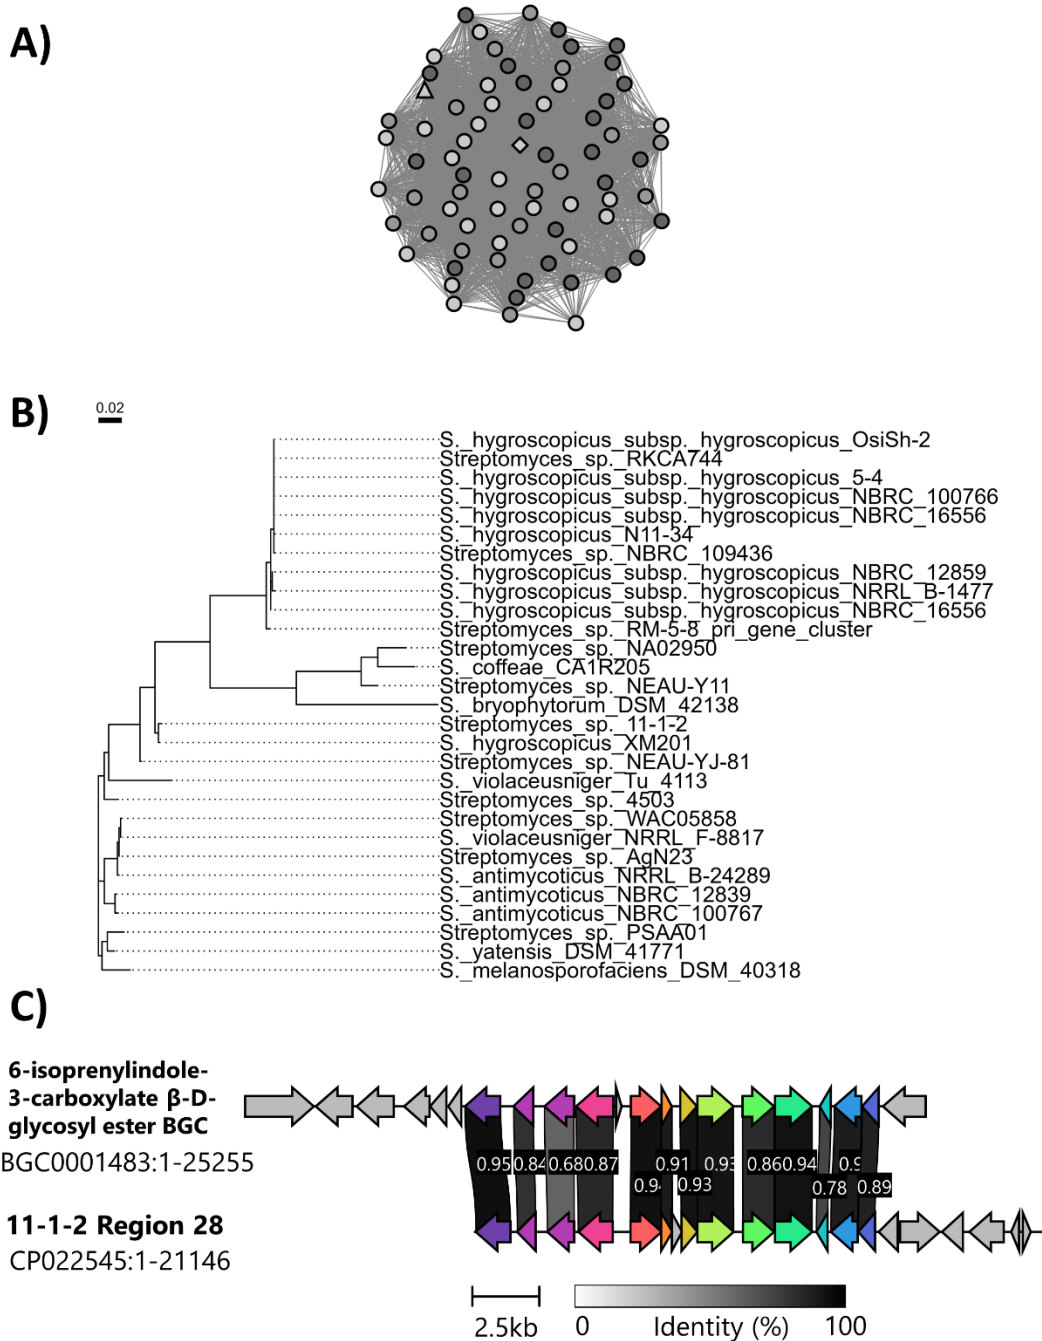 A)
B)
0.02
S._hygroscopicus_subsp._hygroscopicus_OsiSh-2
Streptomyces_sp._RKCA744
S._hygroscopicus_subsp._hygroscopicus_5-4
S._hygroscopicus_subsp._hygroscopicus_NBRC_100766
S._hygroscopicus_subsp._hygroscopicus_NBRC_16556
S._hygroscopicus_N11-34
Streptomyces_sp._NBRC_109436
S._hygroscopicus_subsp._hygroscopicus_NBRC_12859
S._hygroscopicus_subsp._hygroscopicus_NRRL_B-1477
S._hygroscopicus_subsp._hygroscopicus_NBRC_16556
Streptomyces_sp._RM-5-8_pri_gene_cluster
Streptomyces_sp._NA02950
S._coffeae_CA1R205
Streptomyces_sp._NEAU-Y11
S._bryophytorum_DSM_42138
Streptomyces_sp._11-1-2
S._hygroscopicus_XM201
Streptomyces_sp._NEAU-YJ-81
S._violaceusniger_Tu_4113
Streptomyces_sp._4503
Streptomyces_sp._WAC05858
S._violaceusniger_NRRL_F-8817
Streptomyces_sp._AgN23
S._antimycoticus_NRRL_B-24289
S._antimycoticus_NBRC_12839
S._antimycoticus_NBRC_100767
Streptomyces_sp._PSAA01
S._yatensis_DSM_41771
S._melanosporofaciens_DSM_40318
C)
6-isoprenylindole-
3-carboxylate β-D-
glycosyl ester BGC
BGC0001483:1-25255
0.95 0.84 0.68 0.87 0.91 0.93 0.86 0.94
0.93 0.78 0.89
11-1-2 Region 28
CP022545:1-21146
2.5kb
0 Identity (%) 100